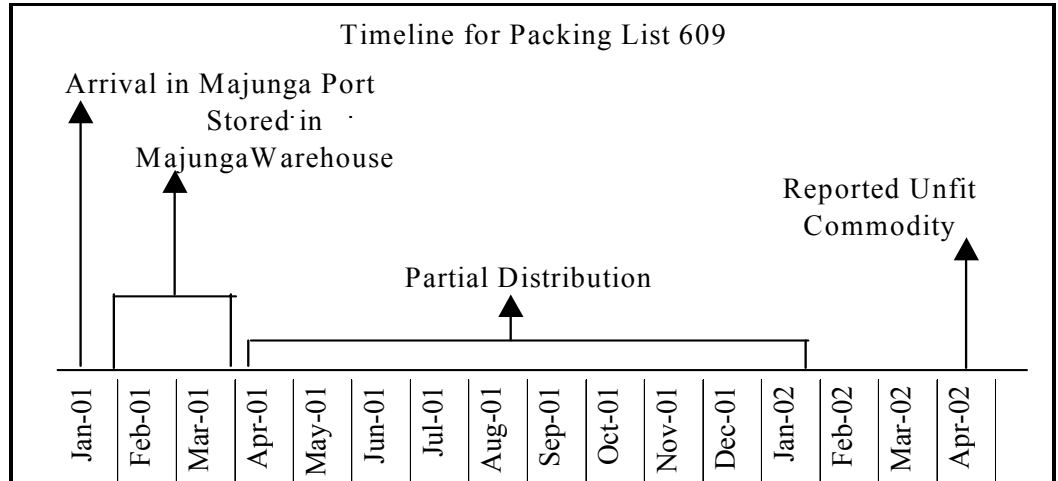 Timeline for Packing List 609
Arrival in Majunga Port
Stored in
MajungaWarehouse
Reported Unfit
Commodity
Partial Distribution
Jan-01
Feb-01
Mar-01
Apr-01
May-01
Jun-01
Jul-01
Aug-01
Sep-01
Oct-01
Nov-01
Dec-01
Jan-02
Feb-02
Mar-02
Apr-02